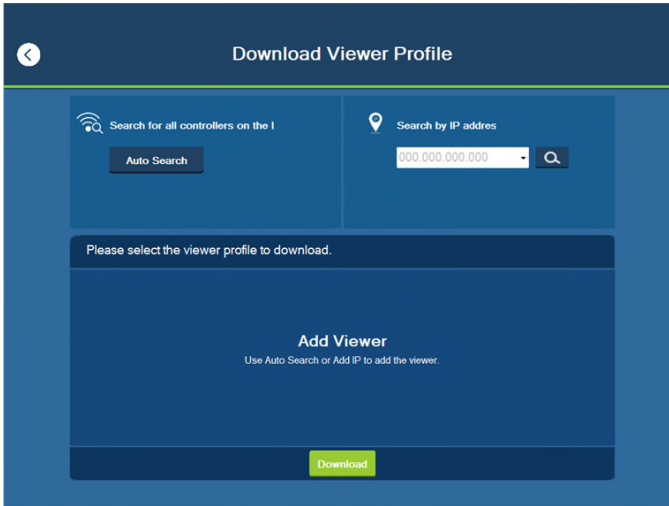 Download Viewer Profile
Search for all controllers on the l
Auto Search
Search by IP addres
000.000.000.000
Please select the viewer profile to download.
Add Viewer
Use Auto Search or Add IP to add the viewer.
Download